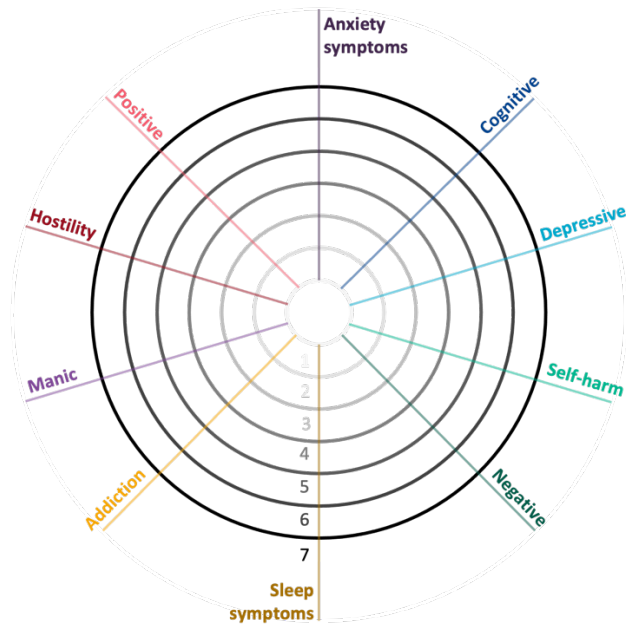 Anxiety
symptoms
Positive
Cognitive
Hostility
Depressive
Manic
Self-harm
Addiction
Negative
1
2
3
4
5
6
7
Sleep
symptoms